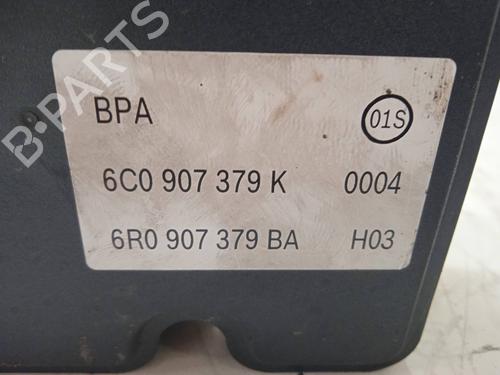 B-PARTS
BPA 01S
6C0 907 379 K 0004
6R0 907 379 BA H03